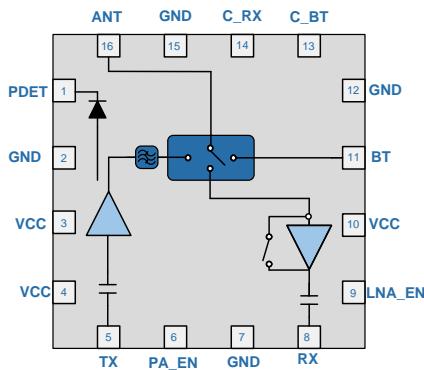 ANT GND C_RX C_BT
16 15 14 13
PDET 1 12 GND
GND 2 11 BT
VCC 3 10 VCC
VCC 4 9 LNA_EN
5 6 7 8
TX PA_EN GND RX